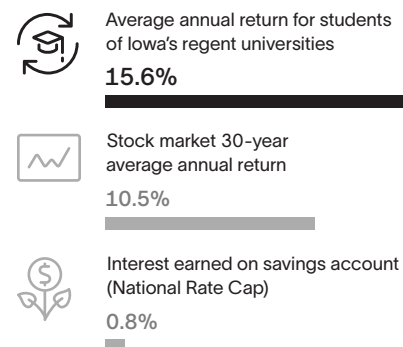 Average annual return for students
of Iowa’s regent universities
15.6%
Stock market 30-year
average annual return
10.5%
Interest earned on savings account
(National Rate Cap)
0.8%